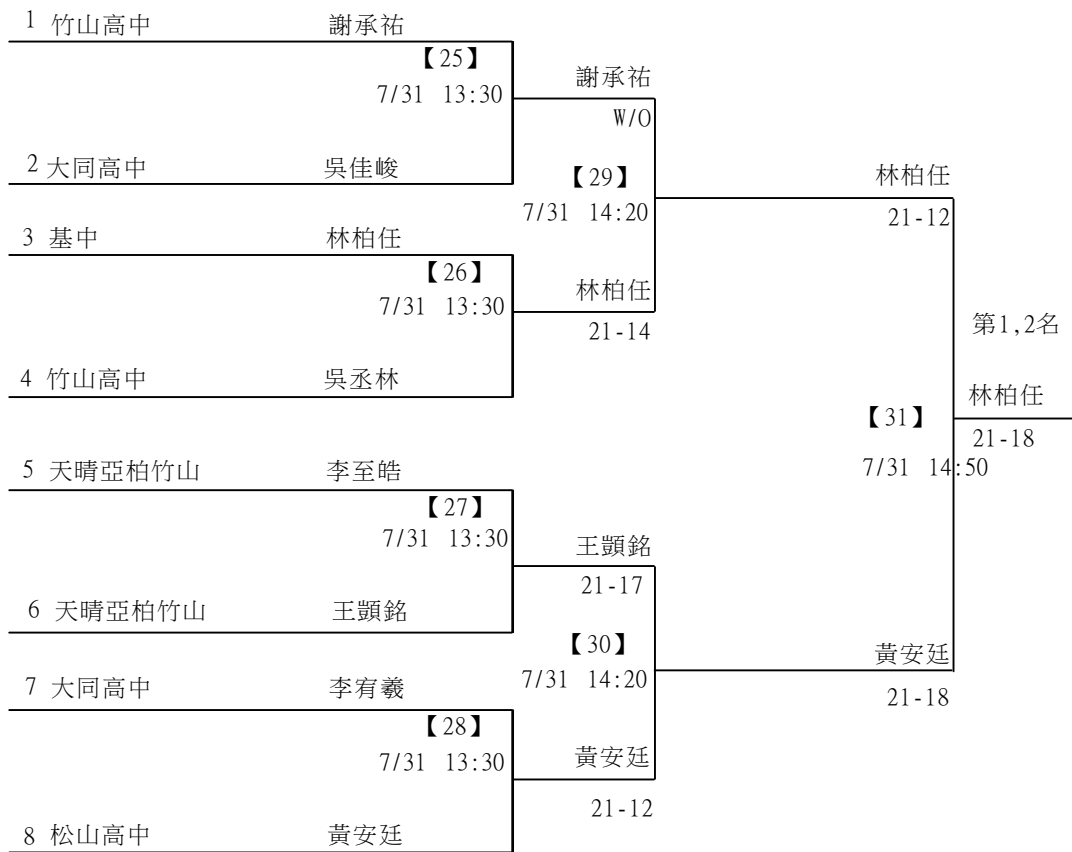 1 竹山高中 謝承祐
【25】
7/31 13:30
謝承祐
W/O
2 大同高中 吳佳峻
【29】
7/31 14:20
林柏任
21-12
3 基中 林柏任
【26】
7/31 13:30
林柏任
21-14
4 竹山高中 吳丞林
第1,2名
林柏任
21-18
【31】
7/31 14:50
5 天晴亞柏竹山 李至皓
【27】
7/31 13:30
王顗銘
21-17
6 天晴亞柏竹山 王顗銘
【30】
7/31 14:20
黃安廷
21-18
7 大同高中 李宥羲
【28】
7/31 13:30
黃安廷
21-12
8 松山高中 黃安廷